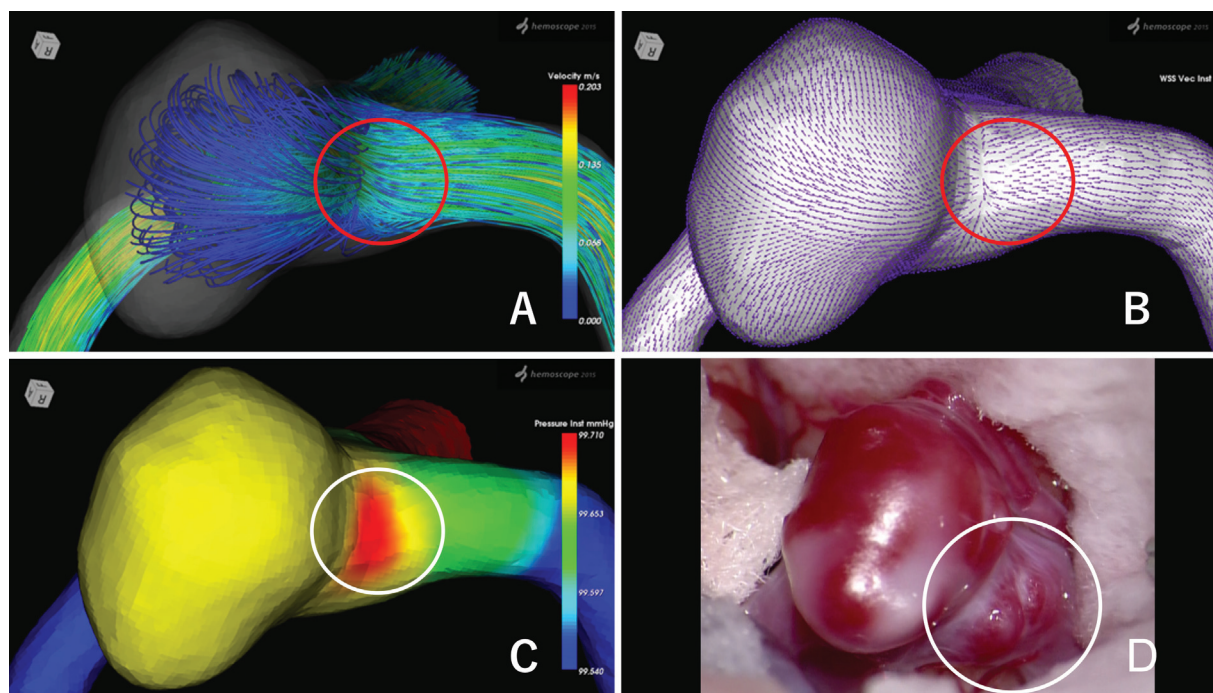 hemoscope 2015
Velocity m/s
0.203
0.135
0.068
0.000
R
A
hemoscope 2015
WSS Vec Inst
R
B
hemoscope 2015
Pressure Inst mmHg
99.710
99.653
99.597
99.540
R
C
D